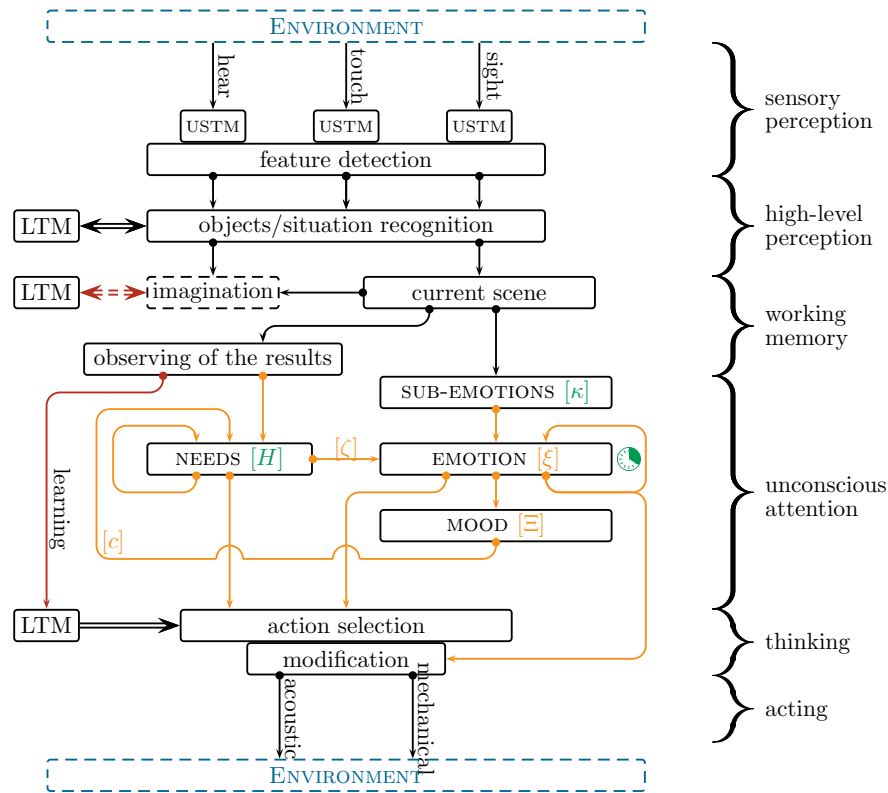 ENVIRONMENT
hear
touch
sight
USTM
USTM
USTM
feature detection
sensory
perception
LTM
objects/situation recognition
high-level
perception
LTM
imagination
current scene
working
memory
observing of the results
SUB-EMOTIONS [κ]
NEEDS [H]
[ζ]
EMOTION [ξ]
learning
unconscious
attention
MOOD [Ξ]
[c]
LTM
action selection
thinking
modification
acoustic
mechanical
acting
ENVIRONMENT